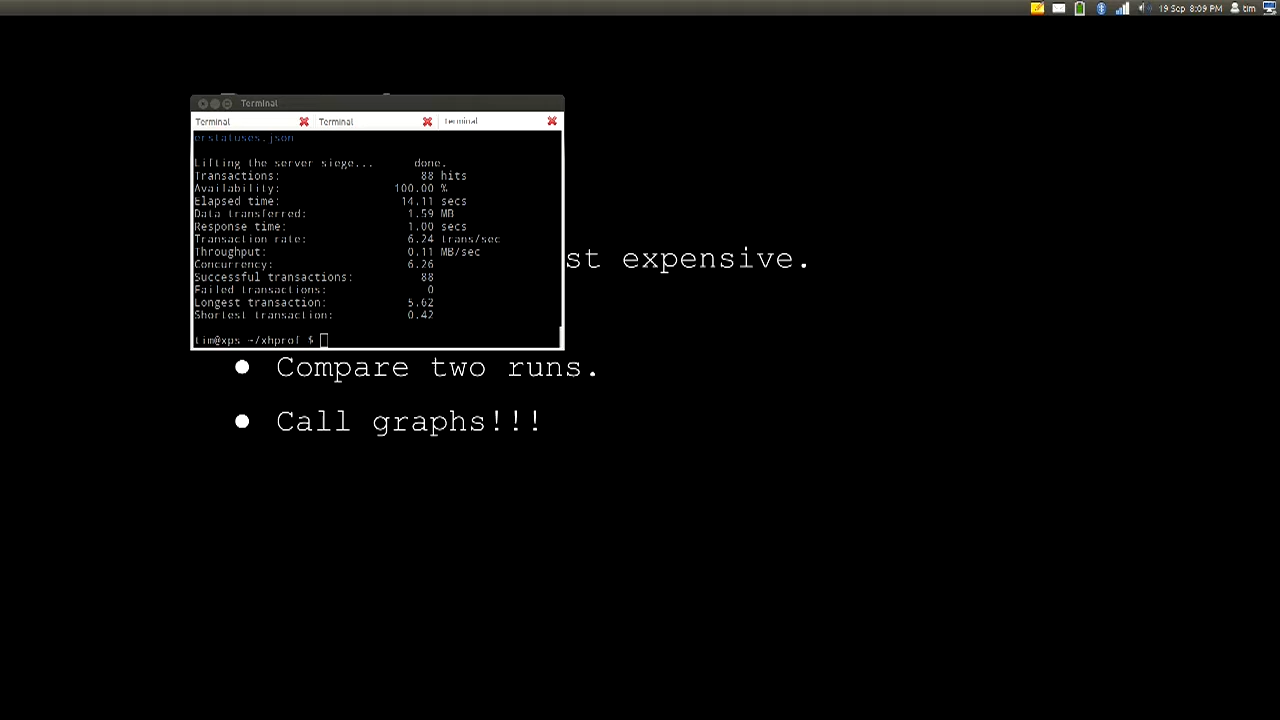 19 Sep 8:09 PM tim
Terminal
Terminal Terminal Terminal
erstatuses.json
Lifting the server siege... done.
Transactions: 88 hits
Availability: 100.00 %
Elapsed time: 14.11 secs
Data transferred: 1.59 MB
Response time: 1.00 secs
Transaction rate: 6.24 trans/sec
Throughput: 0.11 MB/sec
Concurrency: 6.26
Successful transactions: 88
Failed transactions: 0
Longest transaction: 5.62
Shortest transaction: 0.42
tim@xps ~/xhprof $
st expensive.
● Compare two runs.
● Call graphs!!!